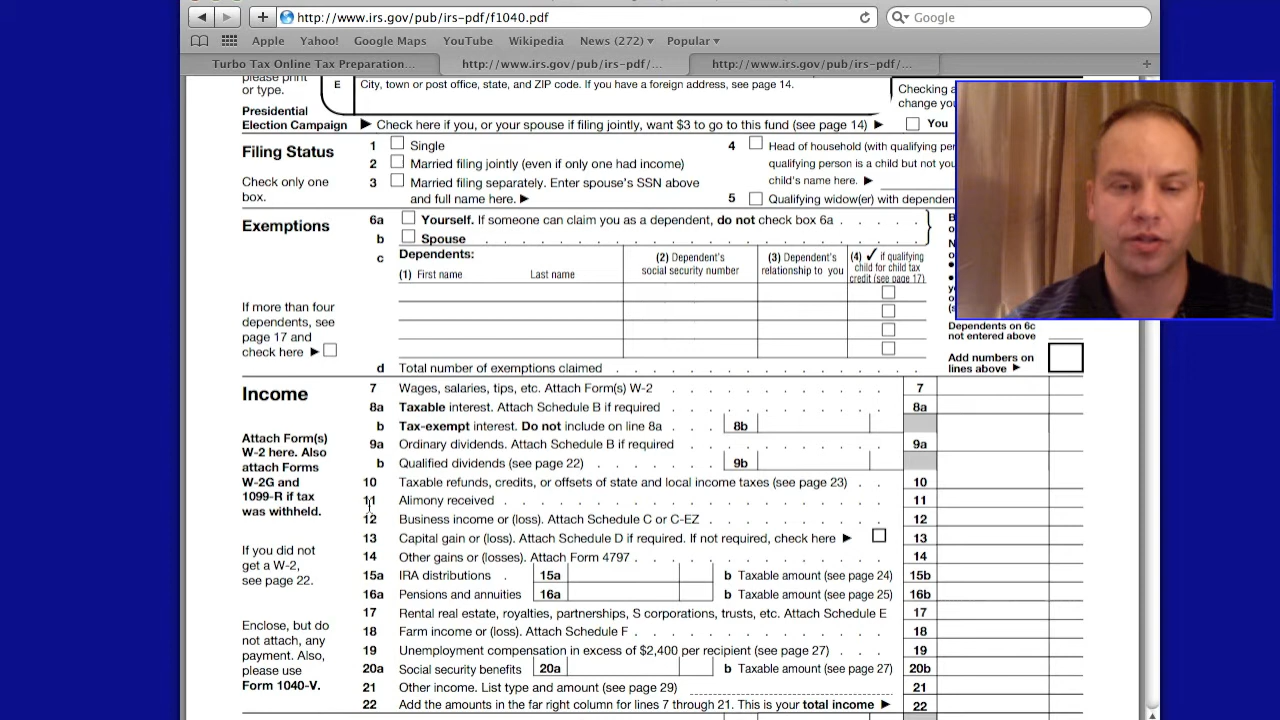 http://www.irs.gov/pub/irs-pdf/f1040.pdf
Google
Apple Yahoo! Google Maps YouTube Wikipedia News (272) Popular
Turbo Tax Online Tax Preparation... http://www.irs.gov/pub/irs-pdf/... http://www.irs.gov/pub/irs-pdf/...
please print
or type.
E City, town or post office, state, and ZIP code. If you have a foreign address, see page 14.
Checking a
change you
Presidential
Election Campaign ▶ Check here if you, or your spouse if filing jointly, want $3 to go to this fund (see page 14) ▶ You
Filing Status
Check only one
box.
1 Single
2 Married filing jointly (even if only one had income)
3 Married filing separately. Enter spouse's SSN above
and full name here. ▶
4 Head of household (with qualifying pe
qualifying person is a child but not you
child's name here. ▶
5 Qualifying widow(er) with dependen
Exemptions
6a Yourself. If someone can claim you as a dependent, do not check box 6a . . . . .
b Spouse
c Dependents:
(1) First name Last name
(2) Dependent's
social security number
(3) Dependent's
relationship to you
(4) ✓ if qualifying
child for child tax
credit (see page 17)
If more than four
dependents, see
page 17 and
check here ▶
d Total number of exemptions claimed
Dependents on 6c
not entered above
Add numbers on
lines above ▶
Income
Attach Form(s)
W-2 here. Also
attach Forms
W-2G and
1099-R if tax
was withheld.
If you did not
get a W-2,
see page 22.
Enclose, but do
not attach, any
payment. Also,
please use
Form 1040-V.
7 Wages, salaries, tips, etc. Attach Form(s) W-2 7
8a Taxable interest. Attach Schedule B if required 8a
b Tax-exempt interest. Do not include on line 8a 8b
9a Ordinary dividends. Attach Schedule B if required 9a
b Qualified dividends (see page 22) 9b
10 Taxable refunds, credits, or offsets of state and local income taxes (see page 23) 10
11 Alimony received 11
12 Business income or (loss). Attach Schedule C or C-EZ 12
13 Capital gain or (loss). Attach Schedule D if required. If not required, check here ▶ 13
14 Other gains or (losses). Attach Form 4797 14
15a IRA distributions 15a b Taxable amount (see page 24) 15b
16a Pensions and annuities 16a b Taxable amount (see page 25) 16b
17 Rental real estate, royalties, partnerships, S corporations, trusts, etc. Attach Schedule E 17
18 Farm income or (loss). Attach Schedule F 18
19 Unemployment compensation in excess of $2,400 per recipient (see page 27) 19
20a Social security benefits 20a b Taxable amount (see page 27) 20b
21 Other income. List type and amount (see page 29) 21
22 Add the amounts in the far right column for lines 7 through 21. This is your total income ▶ 22